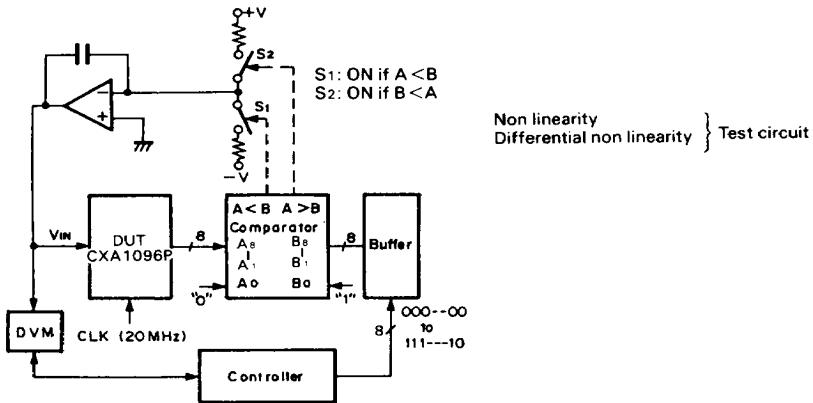 +V
S2
S1: ON if A<B
S2: ON if B<A
−
+
S1
−V
Non linearity
Differential non linearity } Test circuit
A<B A>B
Comparator
VIN
DUT
CXA1096P
8
A8
A1
A0
B8
B1
B0
8
Buffer
"0"
"1"
CLK (20MHz)
DVM
8
000--00
to
111---10
Controller